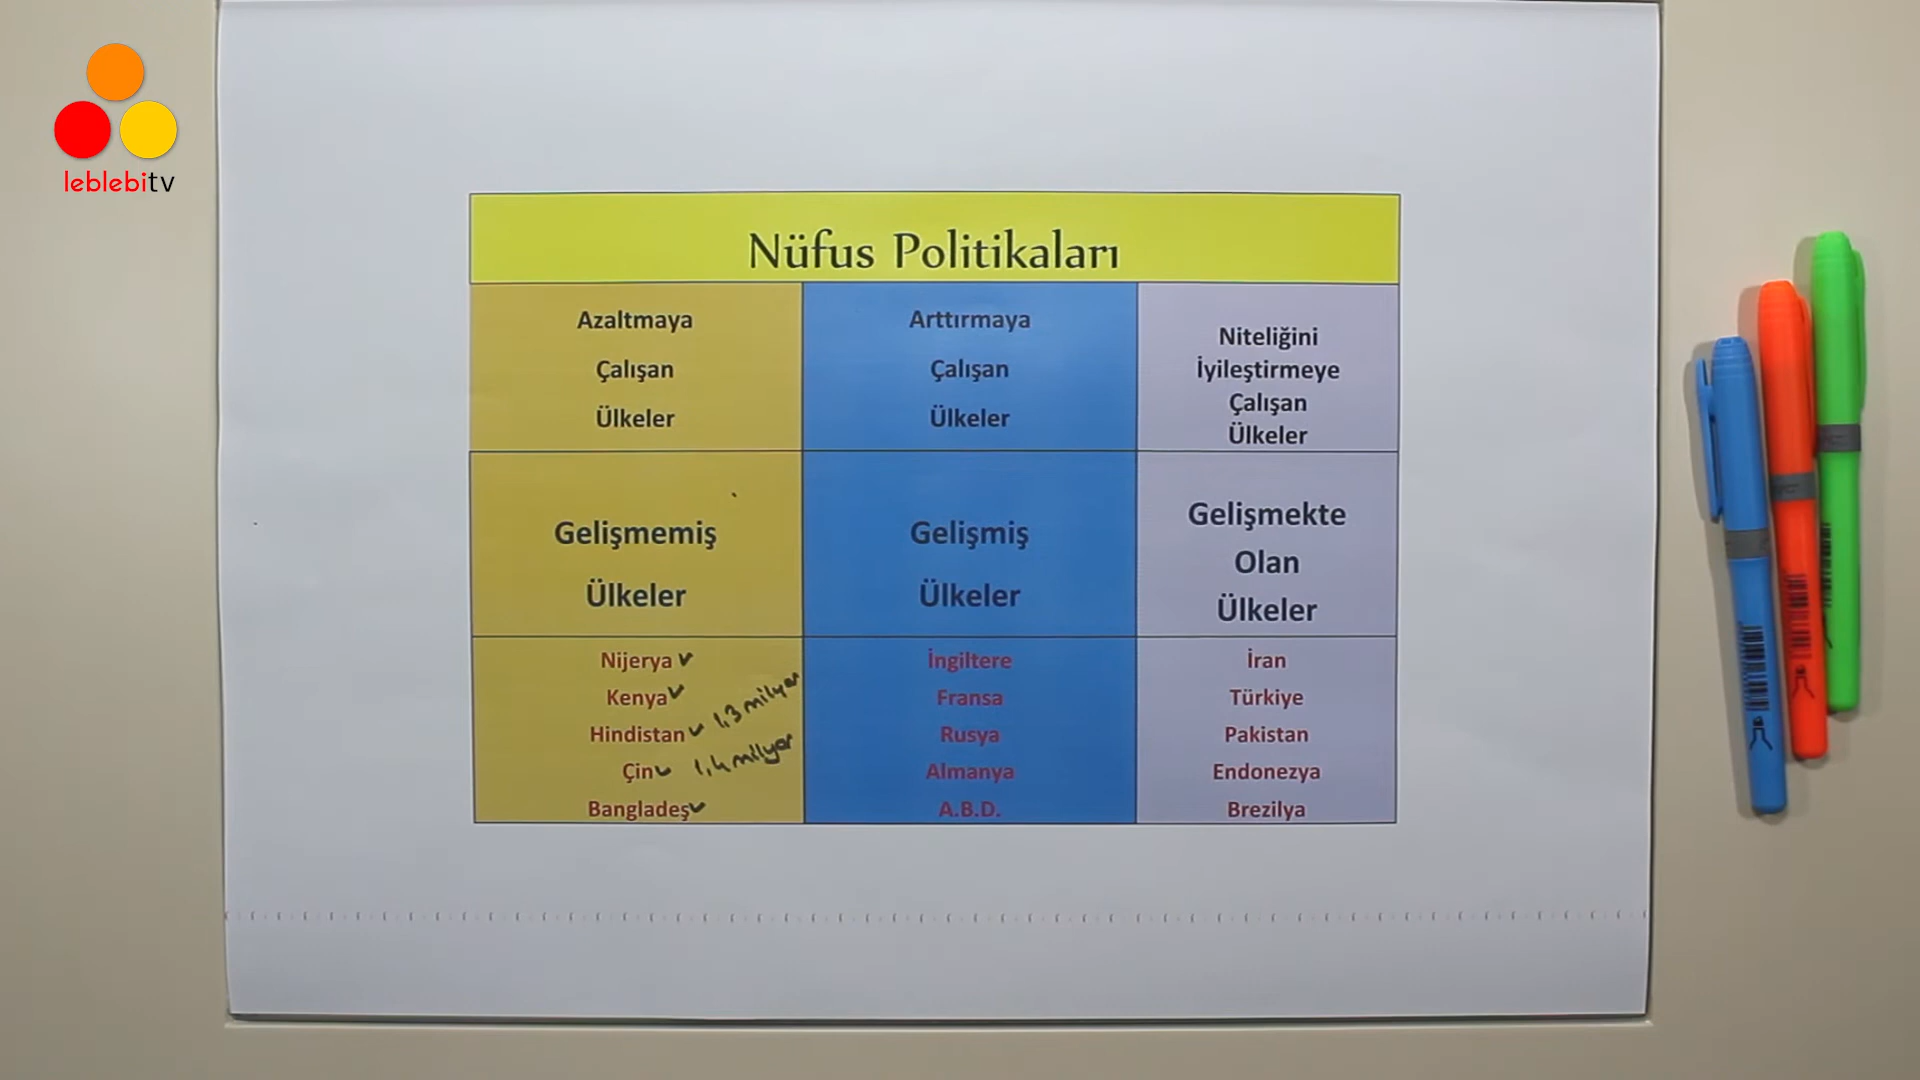 leblebitv
Nüfus Politikaları
Azaltmaya
Çalışan
Ülkeler
Arttırmaya
Çalışan
Ülkeler
Niteliğini
İyileştirmeye
Çalışan
Ülkeler
Gelişmemiş
Ülkeler
Gelişmiş
Ülkeler
Gelişmekte
Olan
Ülkeler
Nijerya
Kenya
Hindistan 1,3 milyar
Çin 1,4 milyar
Bangladeş
İngiltere
Fransa
Rusya
Almanya
A.B.D.
İran
Türkiye
Pakistan
Endonezya
Brezilya